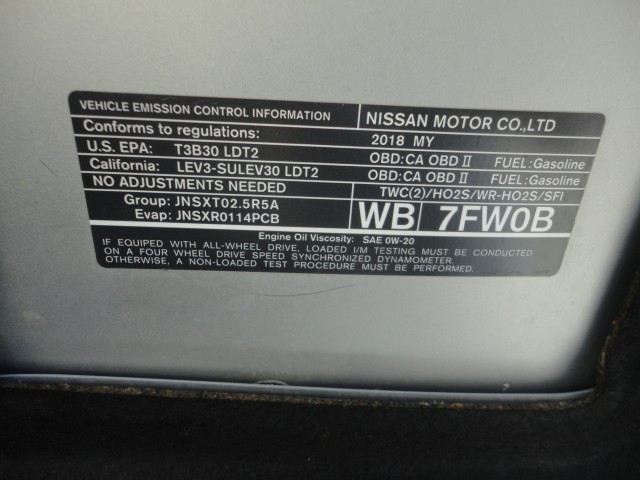 VEHICLE EMISSION CONTROL INFORMATION NISSAN MOTOR CO.,LTD
Conforms to regulations: 2018 MY
U.S. EPA: T3B30 LDT2 OBD:CA OBD II FUEL:Gasoline
California: LEV3-SULEV30 LDT2 OBD:CA OBD II FUEL:Gasoline
NO ADJUSTMENTS NEEDED TWC(2)/HO2S/WR-HO2S/SFI
Group: JNSXT02.5R5A
Evap: JNSXR0114PCB
WB 7FW0B
Engine Oil Viscosity: SAE 0W-20
IF EQUIPPED WITH ALL-WHEEL DRIVE, LOADED I/M TESTING MUST BE CONDUCTED
ON A FOUR WHEEL DRIVE SPEED SYNCHRONIZED DYNAMOMETER.
OTHERWISE, A NON-LOADED TEST PROCEDURE MUST BE PERFORMED.